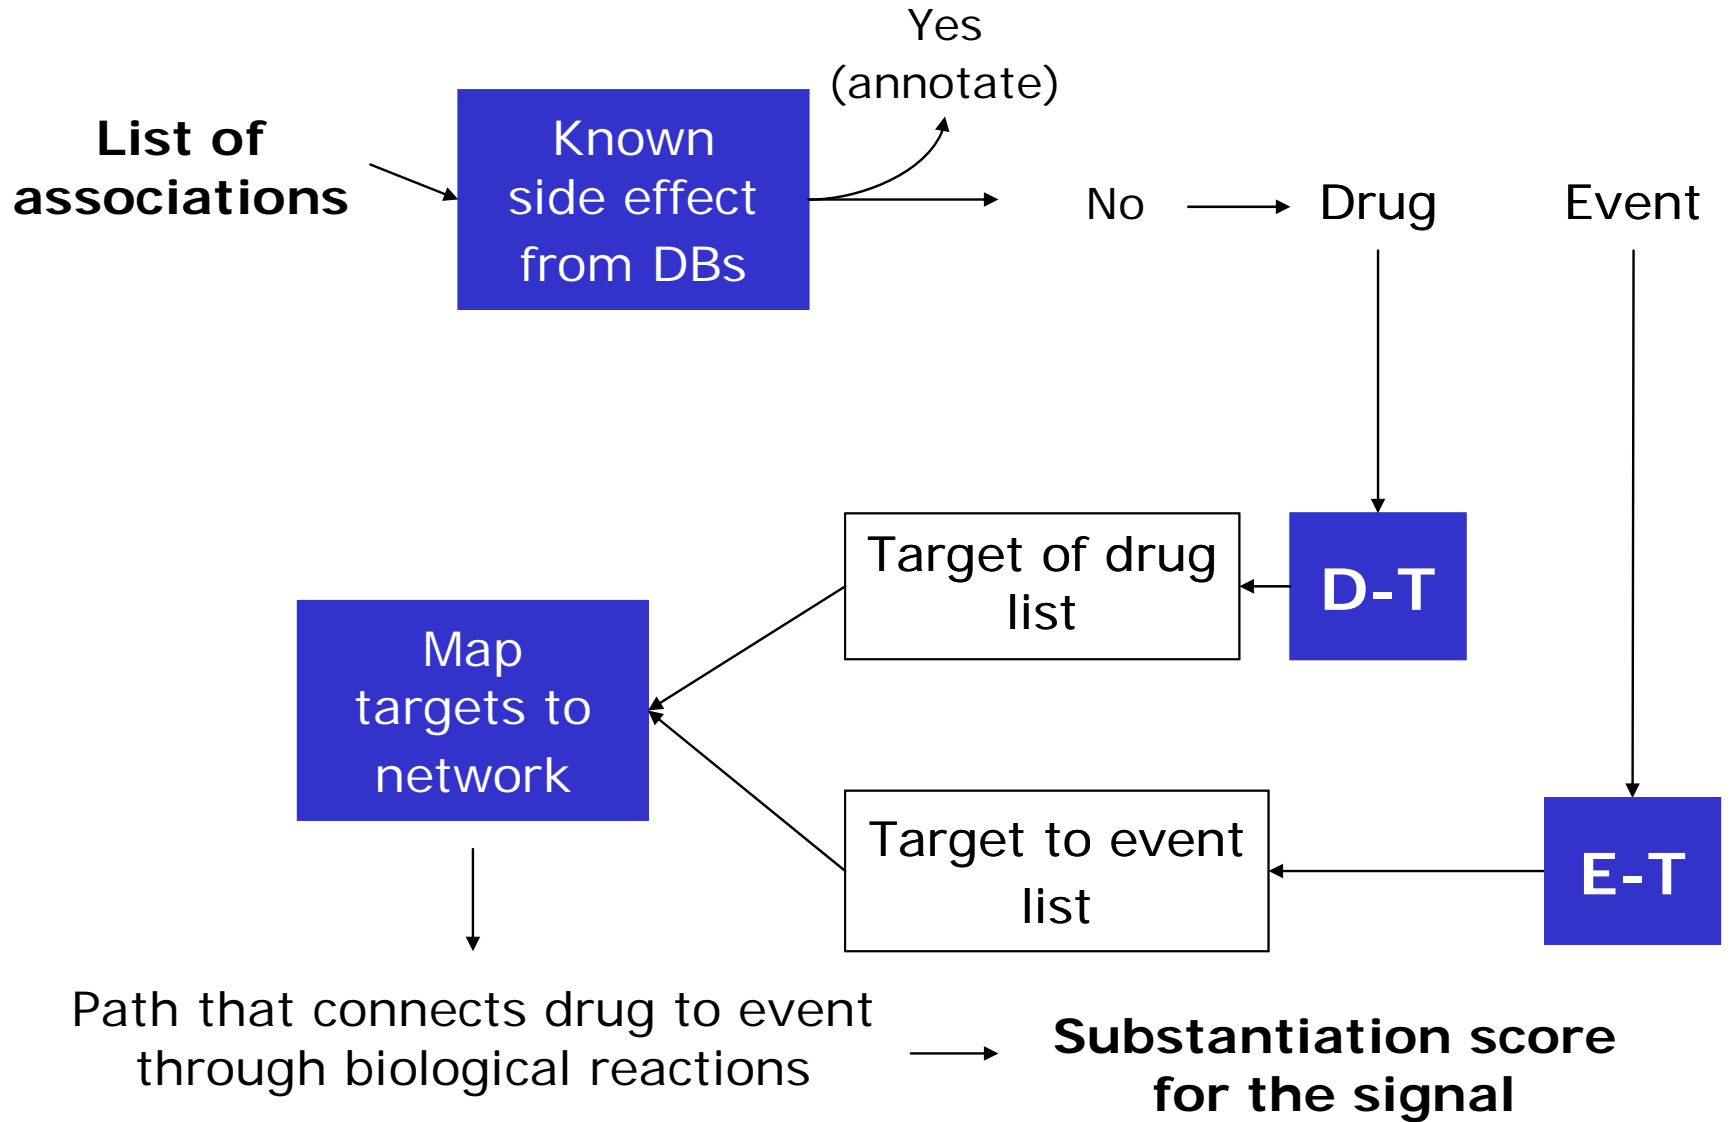 Yes
(annotate)
List of
associations
Known
side effect
from DBs
No
Drug
Event
Target of drug
list
D-T
Map
targets to
network
Target to event
list
E-T
Path that connects drug to event
through biological reactions
Substantiation score
for the signal